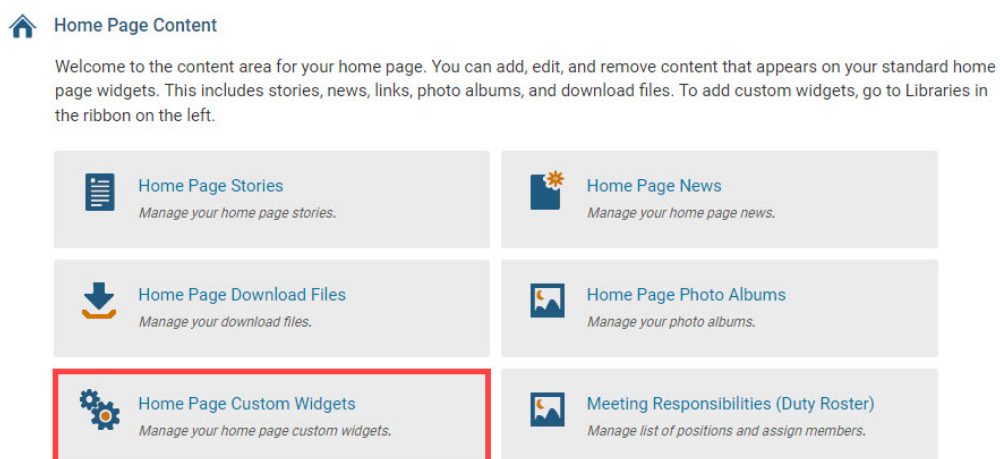 Home Page Content
Welcome to the content area for your home page. You can add, edit, and remove content that appears on your standard home
page widgets. This includes stories, news, links, photo albums, and download files. To add custom widgets, go to Libraries in
the ribbon on the left.
Home Page Stories
Manage your home page stories.
Home Page News
Manage your home page news.
Home Page Download Files
Manage your download files.
Home Page Photo Albums
Manage your photo albums.
Home Page Custom Widgets
Manage your home page custom widgets.
Meeting Responsibilities (Duty Roster)
Manage list of positions and assign members.